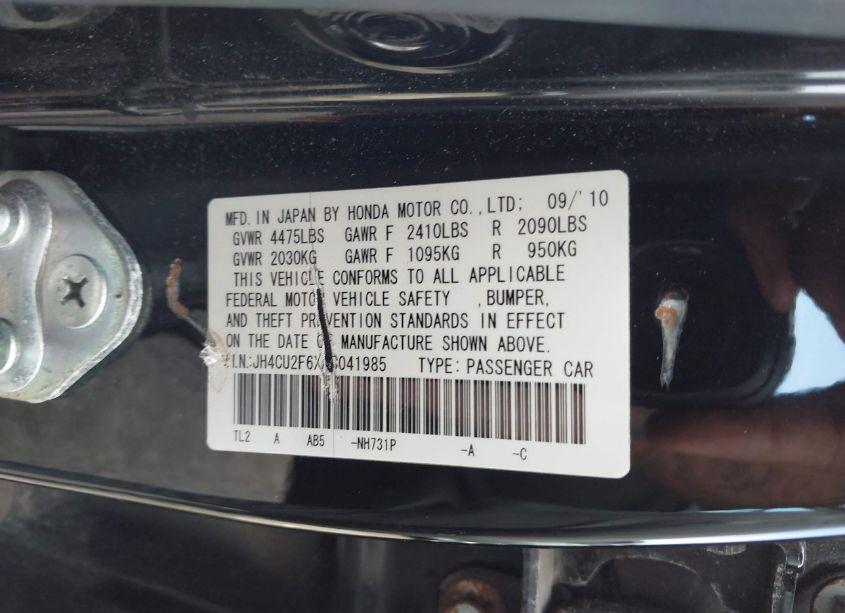 MFD. IN JAPAN BY HONDA MOTOR CO., LTD: 09/'10
GVWR 4475LBS GAWR F 2410LBS R 2090LBS
GVWR 2030KG GAWR F 1095KG R 950KG
THIS VEHICLE CONFORMS TO ALL APPLICABLE
FEDERAL MOTOR VEHICLE SAFETY ,BUMPER,
AND THEFT PREVENTION STANDARDS IN EFFECT
ON THE DATE OF MANUFACTURE SHOWN ABOVE.
TYPE: PASSENGER CAR
TL2 A AB5 -NH731P -A -C